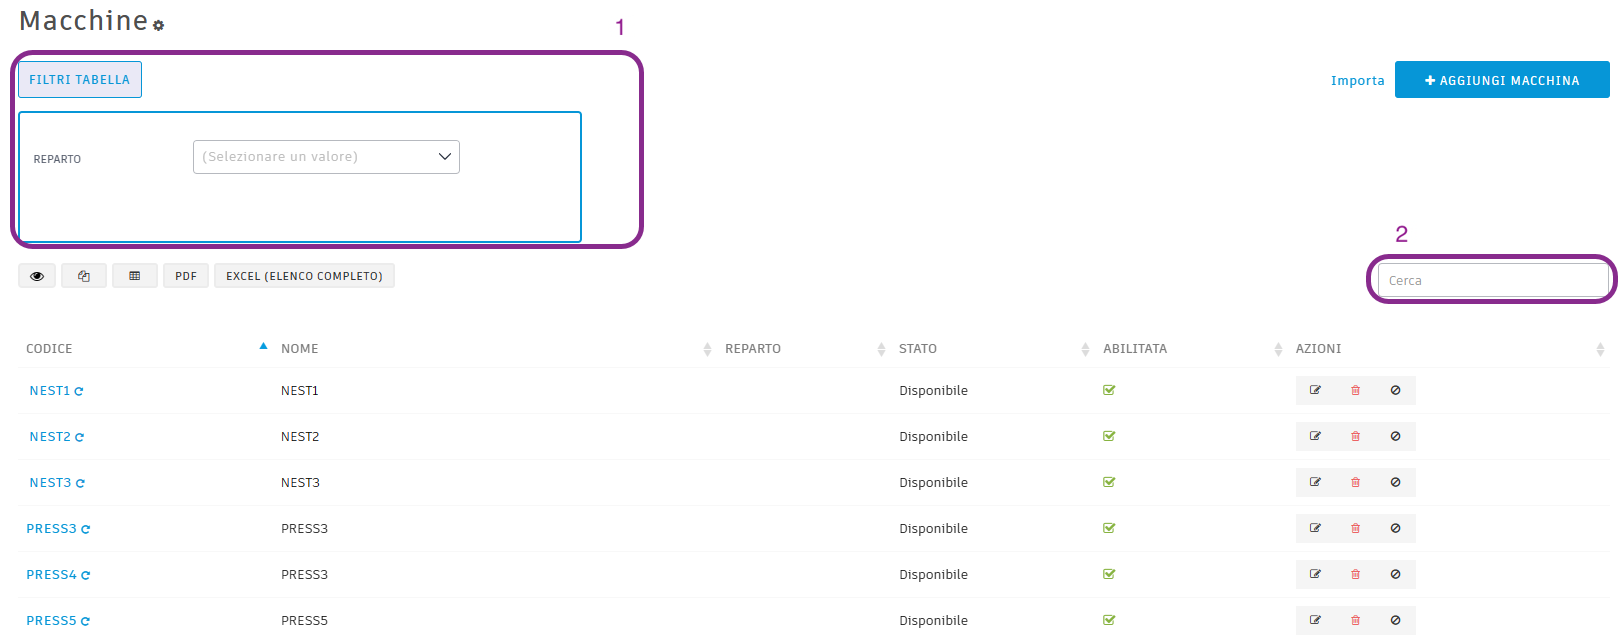 Macchine
1
FILTRI TABELLA
Importa
AGGIUNGI MACCHINA
REPARTO
(Selezionare un valore)
2
PDF
EXCEL (ELENCO COMPLETO)
Cerca
CODICE NOME REPARTO STATO ABILITATA AZIONI
NEST1 NEST1 Disponibile
NEST2 NEST2 Disponibile
NEST3 NEST3 Disponibile
PRESS3 PRESS3 Disponibile
PRESS4 PRESS3 Disponibile
PRESS5 PRESS5 Disponibile